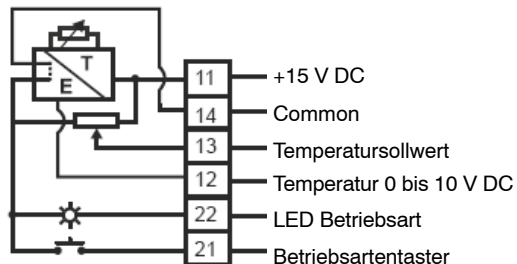 T
E
11 +15 V DC
14 Common
13 Temperatursollwert
12 Temperatur 0 bis 10 V DC
22 LED Betriebsart
21 Betriebsartentaster